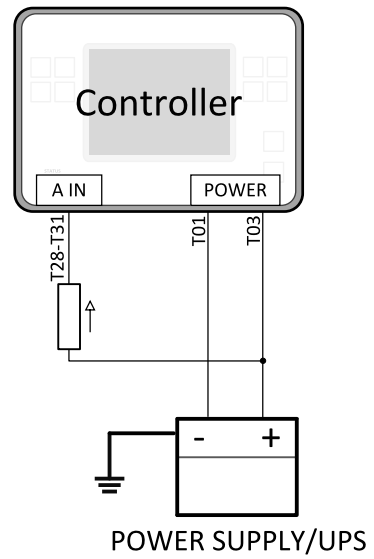 Controller
A IN
POWER
T28-T31
T01
T03
- +
POWER SUPPLY/UPS